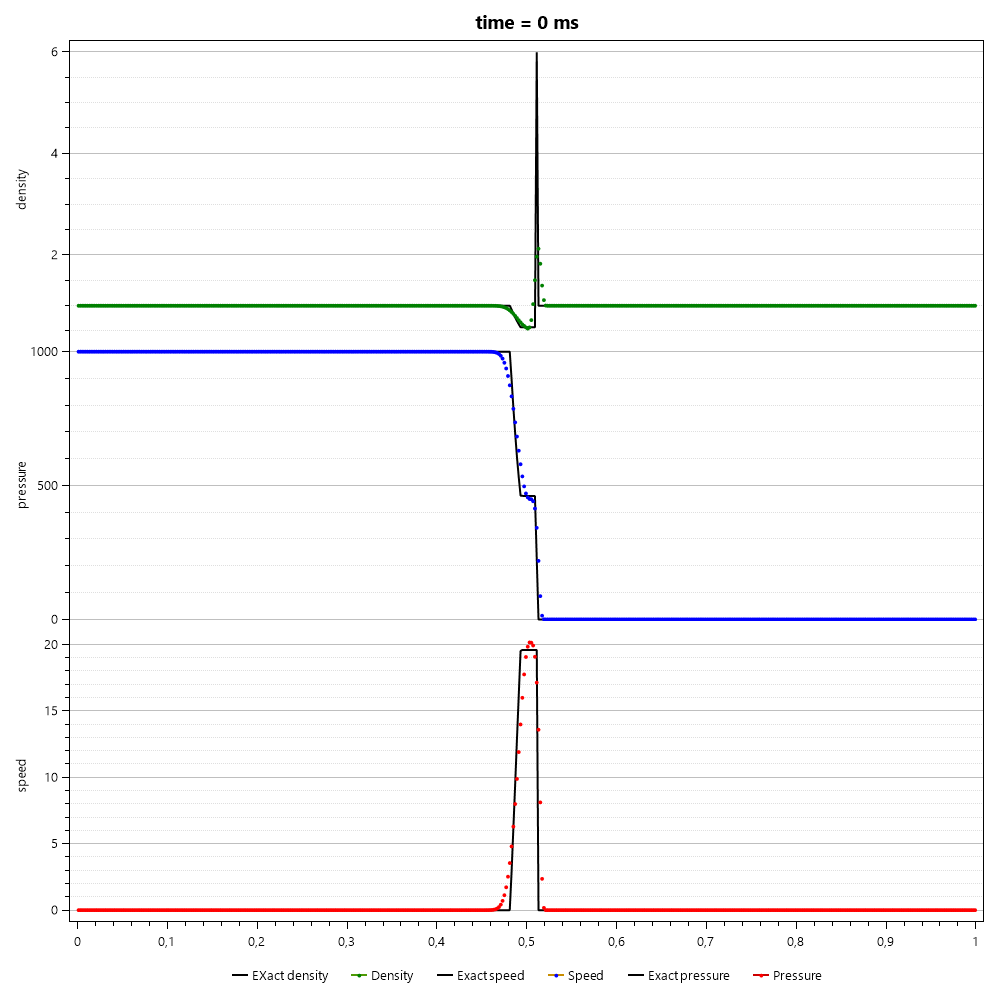 time = 0 ms
6
4
density
2
1000
pressure
500
0
20
15
speed
10
5
0
0 0,1 0,2 0,3 0,4 0,5 0,6 0,7 0,8 0,9 1
EXact density Density Exact speed Speed Exact pressure Pressure